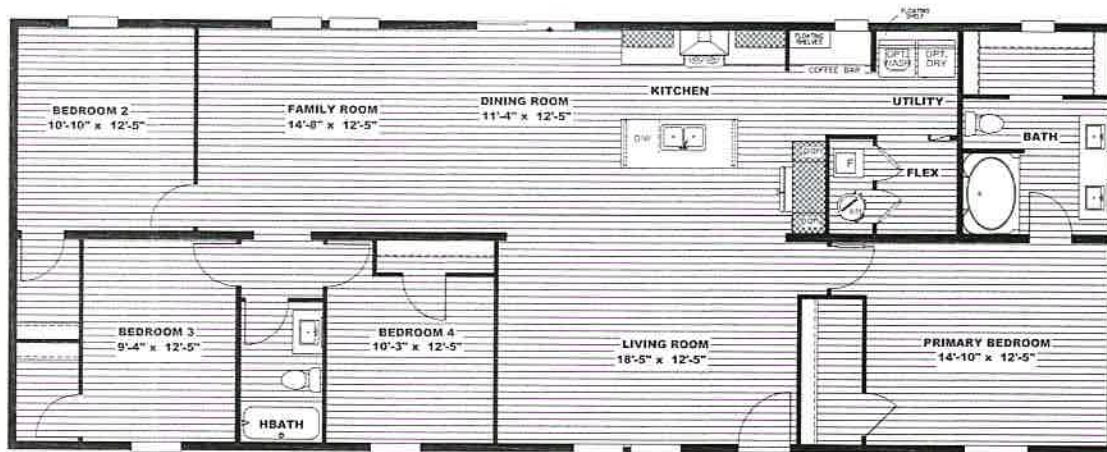 FLOATING
SHELF
FLOATING
SHELVES
COFFEE BAR
OPT.
WASH
OPT.
DRY
BEDROOM 2
10'-10" x 12'-5"
FAMILY ROOM
14'-8" x 12'-5"
DINING ROOM
11'-4" x 12'-5"
KITCHEN
UTILITY
BATH
D/W
F
FLEX
BEDROOM 3
9'-4" x 12'-5"
HBATH
BEDROOM 4
10'-3" x 12'-5"
LIVING ROOM
18'-5" x 12'-5"
PRIMARY BEDROOM
14'-10" x 12'-5"